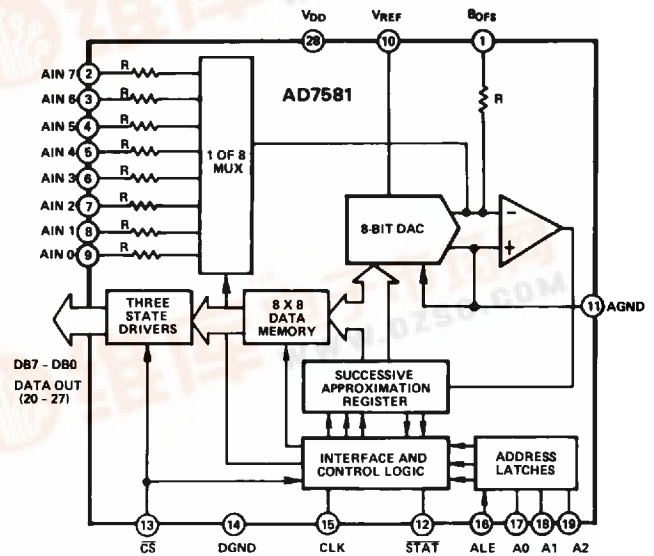 VDD VREF BOFS
28 10 1
AIN 7 2 R
AD7581
R
AIN 6 3 R
AIN 5 4 R
AIN 4 5 R
1 OF 8
MUX
AIN 3 6 R
AIN 2 7 R
8-BIT DAC
−
+
AIN 1 8 R
AIN 0 9 R
THREE
STATE
DRIVERS
8 X 8
DATA
MEMORY
11 AGND
WWW.DZSC.COM
DB7 - DB0
DATA OUT
(20 - 27)
SUCCESSIVE
APPROXIMATION
REGISTER
INTERFACE AND
CONTROL LOGIC
ADDRESS
LATCHES
13 14 15 12 16 17 18 19
CS DGND CLK STAT ALE A0 A1 A2